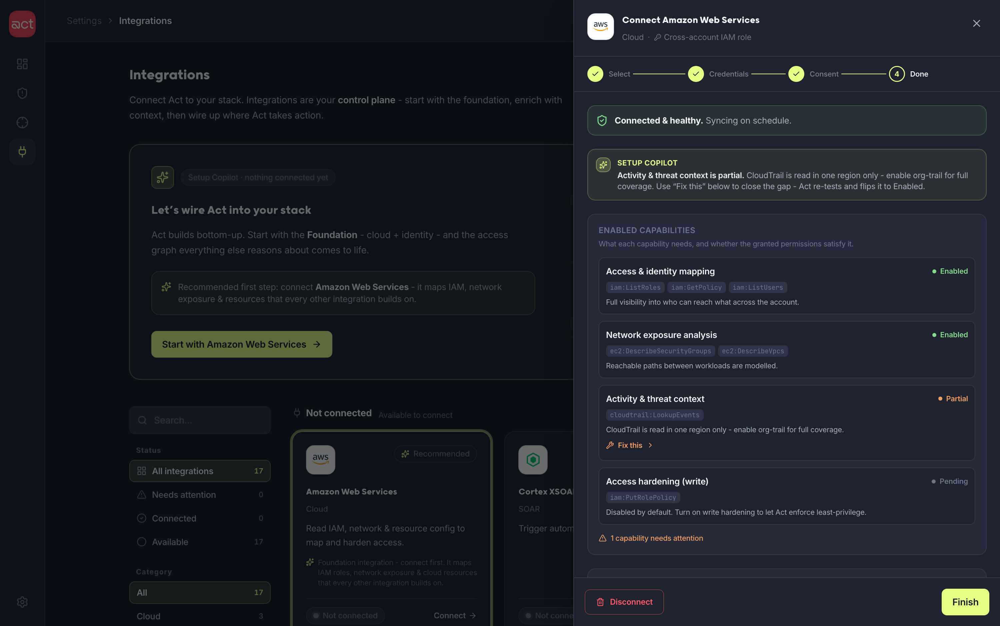 act
Settings > Integrations
Integrations
Connect Act to your stack. Integrations are your control plane - start with the foundation, enrich with
context, then wire up where Act takes action.
Setup Copilot · nothing connected yet
Let's wire Act into your stack
Act builds bottom-up. Start with the Foundation - cloud + identity - and the access
graph everything else reasons about comes to life.
Recommended first step: connect Amazon Web Services - it maps IAM, network
exposure & resources that every other integration builds on.
Start with Amazon Web Services
Search...
Status
All integrations 17
Needs attention 0
Connected 0
Available 17
Category
All 17
Cloud 3
Not connected Available to connect
aws
Recommended
Amazon Web Services
Cloud
Read IAM, network & resource config to
map and harden access.
Foundation integration - connect first. It maps
IAM roles, network exposure & cloud resources
that every other integration builds on.
Not connected
Connect
Cortex XSOA
SOAR
Trigger autom
Not conne
aws
Connect Amazon Web Services
Cloud · Cross-account IAM role
Select
Credentials
Consent
4 Done
Connected & healthy. Syncing on schedule.
SETUP COPILOT
Activity & threat context is partial. CloudTrail is read in one region only - enable org-trail for full
coverage. Use “Fix this” below to close the gap - Act re-tests and flips it to Enabled.
ENABLED CAPABILITIES
What each capability needs, and whether the granted permissions satisfy it.
Access & identity mapping
Enabled
iam:ListRoles iam:GetPolicy iam:ListUsers
Full visibility into who can reach what across the account.
Network exposure analysis
Enabled
ec2:DescribeSecurityGroups ec2:DescribeVpcs
Reachable paths between workloads are modelled.
Activity & threat context
Partial
cloudtrail:LookupEvents
CloudTrail is read in one region only - enable org-trail for full coverage.
Fix this
Access hardening (write)
Pending
iam:PutRolePolicy
Disabled by default. Turn on write hardening to let Act enforce least-privilege.
1 capability needs attention
Disconnect
Finish